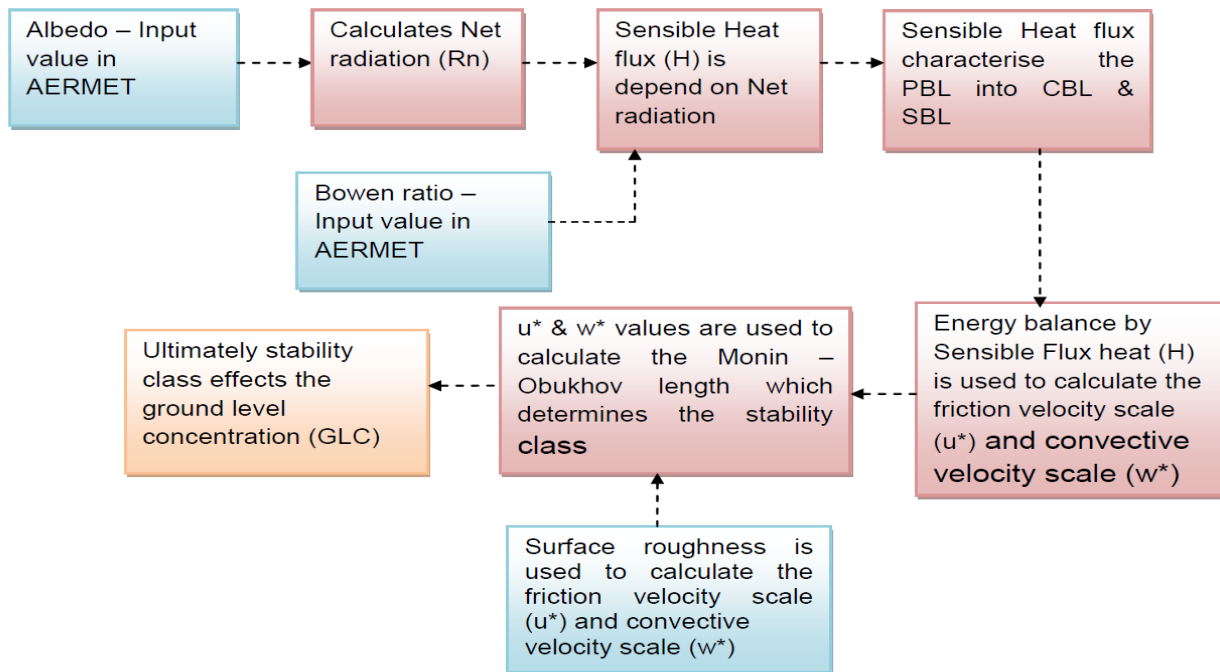 Albedo – Input
value in
AERMET
Calculates Net
radiation (Rn)
Sensible Heat
flux (H) is
depend on Net
radiation
Sensible Heat flux
characterise the
PBL into CBL &
SBL
Bowen ratio –
Input value in
AERMET
Energy balance by
Sensible Flux heat (H)
is used to calculate the
friction velocity scale
(u*) and convective
velocity scale (w*)
u* & w* values are used to
calculate the Monin –
Obukhov length which
determines the stability
class
Ultimately stability
class effects the
ground level
concentration (GLC)
Surface roughness is
used to calculate the
friction velocity scale
(u*) and convective
velocity scale (w*)